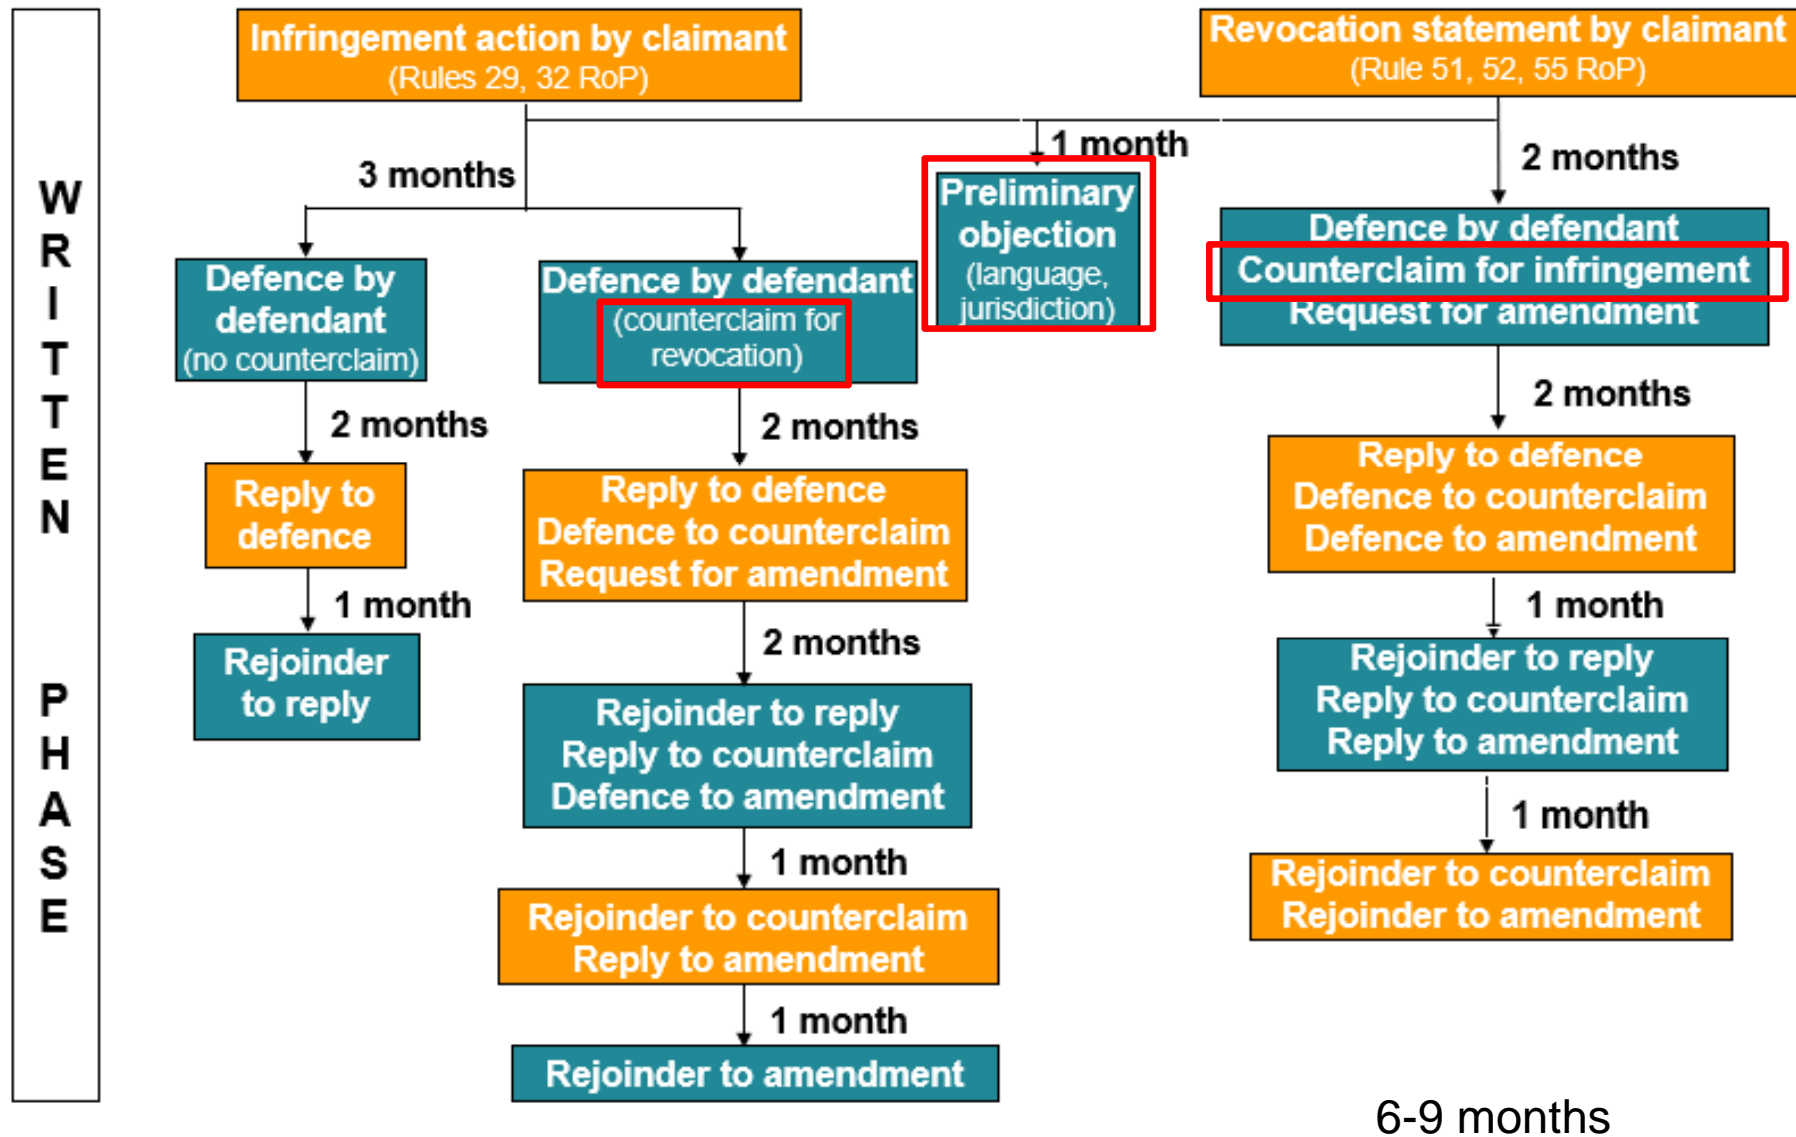 WRITTEN
PHASE
Infringement action by claimant
(Rules 29, 32 RoP)
Revocation statement by claimant
(Rule 51, 52, 55 RoP)
3 months
1 month
2 months
Defence by
defendant
(no counterclaim)
Defence by defendant
(counterclaim for
revocation)
Preliminary
objection
(language,
jurisdiction)
Defence by defendant
Counterclaim for infringement
Request for amendment
2 months
2 months
2 months
Reply to
defence
Reply to defence
Defence to counterclaim
Request for amendment
Reply to defence
Defence to counterclaim
Defence to amendment
1 month
2 months
1 month
Rejoinder
to reply
Rejoinder to reply
Reply to counterclaim
Defence to amendment
Rejoinder to reply
Reply to counterclaim
Reply to amendment
1 month
1 month
Rejoinder to counterclaim
Reply to amendment
Rejoinder to counterclaim
Rejoinder to amendment
1 month
Rejoinder to amendment
6-9 months